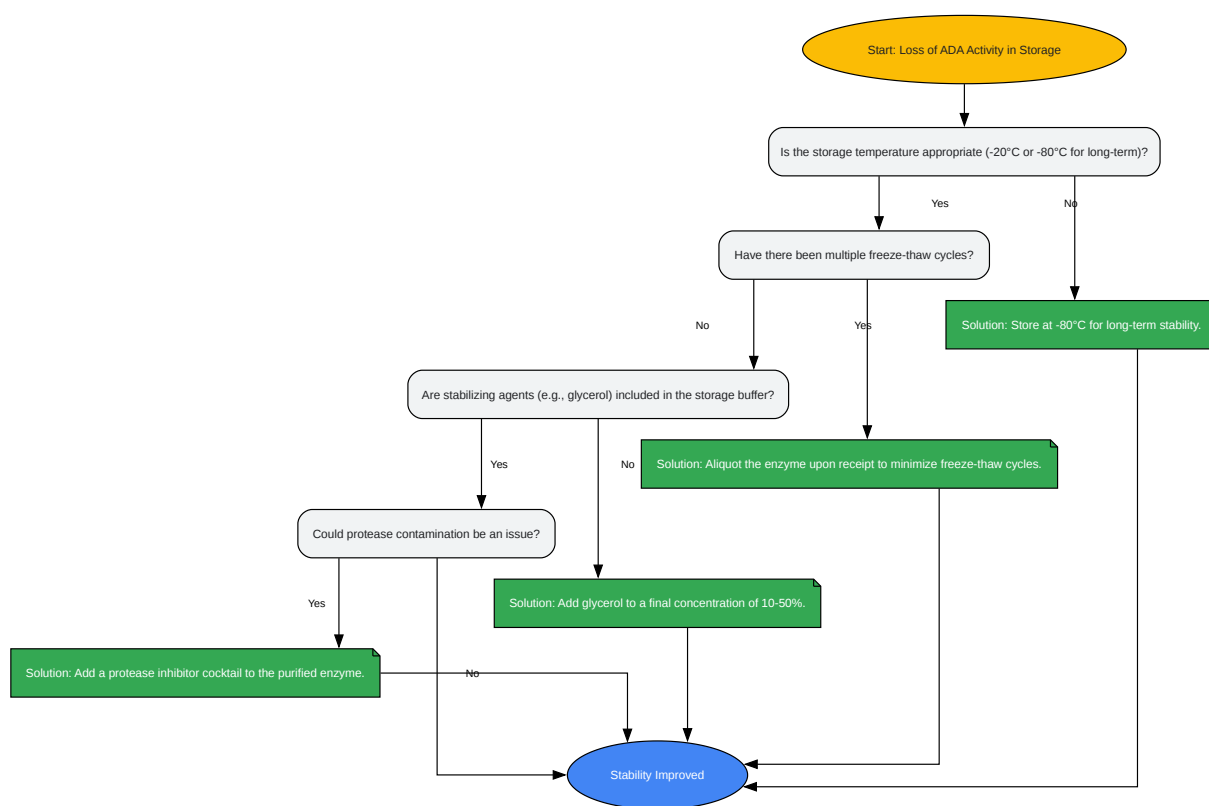 Start: Loss of ADA Activity in Storage
Is the storage temperature appropriate (-20°C or -80°C for long-term)?
Yes
No
Have there been multiple freeze-thaw cycles?
No
Yes
Solution: Store at -80°C for long-term stability.
Are stabilizing agents (e.g., glycerol) included in the storage buffer?
Yes
No
Solution: Aliquot the enzyme upon receipt to minimize freeze-thaw cycles.
Could protease contamination be an issue?
Yes
Solution: Add glycerol to a final concentration of 10-50%.
Solution: Add a protease inhibitor cocktail to the purified enzyme.
No
Stability Improved